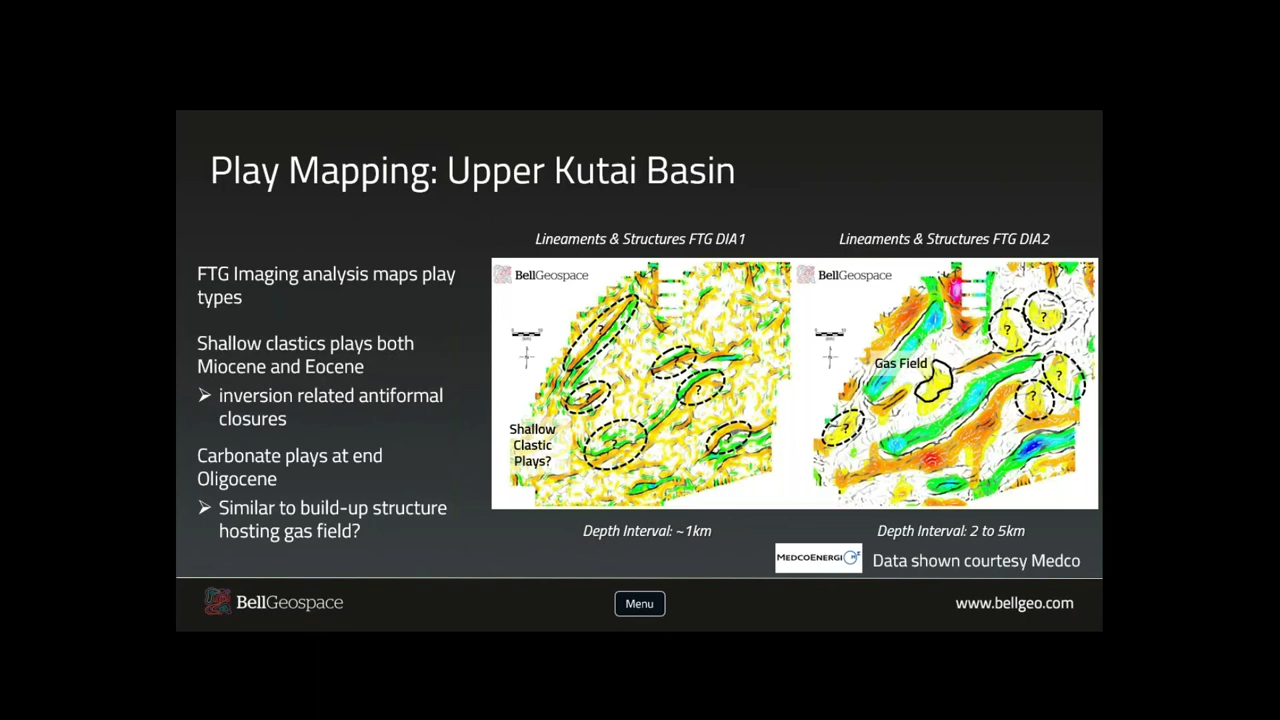 Play Mapping: Upper Kutai Basin
FTG Imaging analysis maps play
types
Shallow clastics plays both
Miocene and Eocene
➢ inversion related antiformal
closures
Carbonate plays at end
Oligocene
➢ Similar to build-up structure
hosting gas field?
Lineaments & Structures FTG DIA1
BellGeospace
?
?
?
Shallow
Clastic
Plays?
Depth Interval: ~1km
Lineaments & Structures FTG DIA2
BellGeospace
?
?
Gas Field
?
?
?
Depth Interval: 2 to 5km
MEDCOENERGI
Data shown courtesy Medco
BellGeospace
Menu
www.bellgeo.com